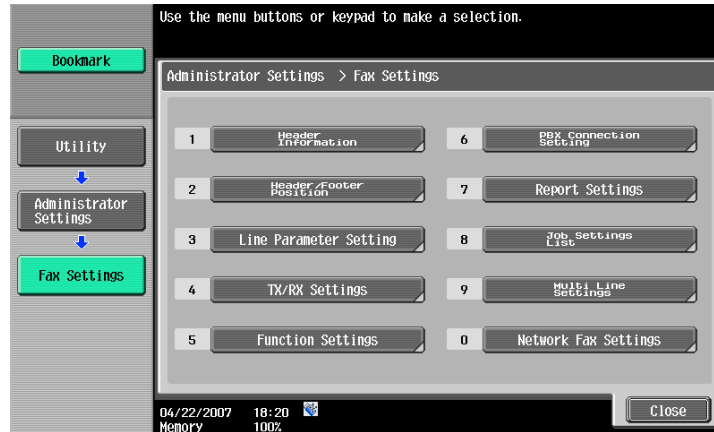 Use the menu buttons or keypad to make a selection.
Bookmark
Administrator Settings > Fax Settings
Utility
Administrator
Settings
Fax Settings
1 Header
Information
2 Header/Footer
Position
3 Line Parameter Setting
4 TX/RX Settings
5 Function Settings
6 PBX Connection
Setting
7 Report Settings
8 Job Settings
List
9 Multi Line
Settings
0 Network Fax Settings
04/22/2007 18:20
Memory 100%
Close